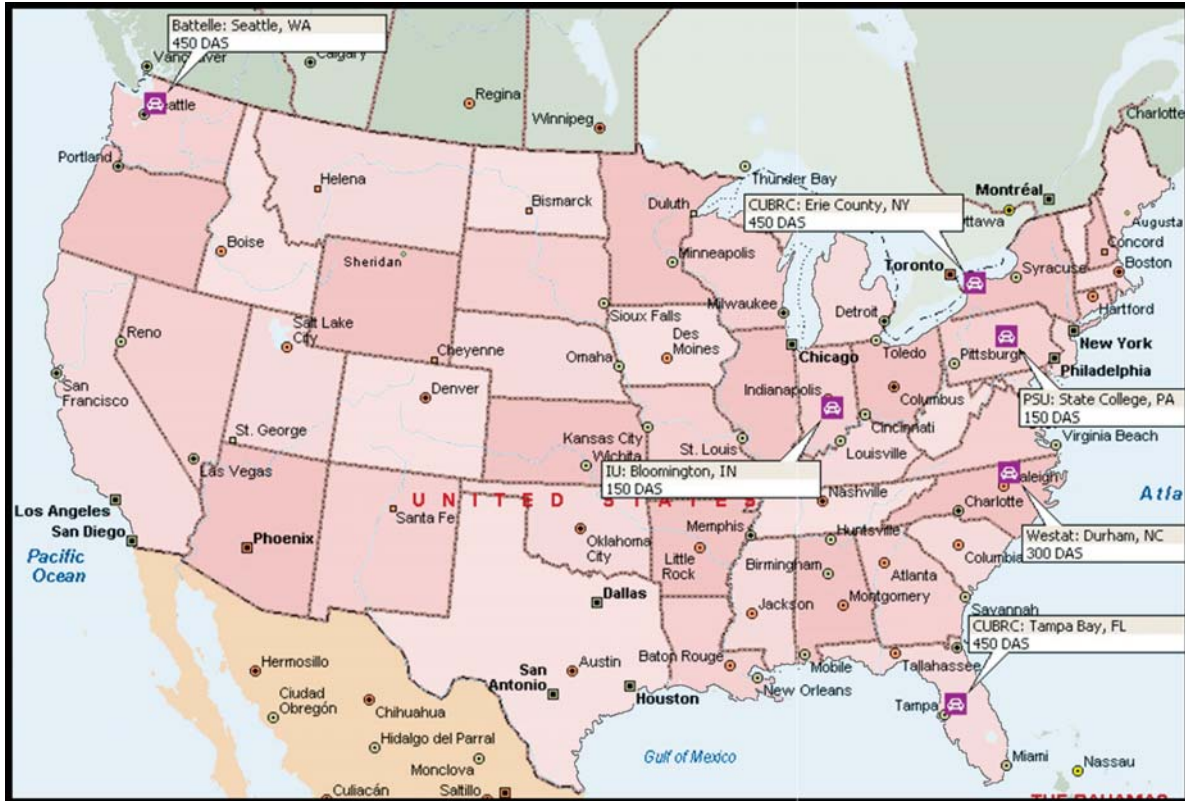 Battelle: Seattle, WA
450 DAS
Vancouver
Calgary
Regina
Winnipeg
attle
Portland
Helena
Bismarck
Duluth
Thunder Bay
CUBRC: Erie County, NY
450 DAS
Montréal
Charlotte
ttawa
Augusta
Boise
Sheridan
Minneapolis
Toronto
Syracuse
Concord
Boston
Milwaukee
Detroit
Hartford
Reno
Salt Lake
City
Sioux Falls
Des
Moines
Cheyenne
Omaha
Chicago
Toledo
Pittsburgh
New York
Philadelphia
San
Francisco
Denver
Indianapolis
Columbus
PSU: State College, PA
150 DAS
St. George
Kansas City
Wichita
St. Louis
Cincinnati
Louisville
Virginia Beach
Las Vegas
IU: Bloomington, IN
150 DAS
aleigh
UNITED STATES
Nashville
Charlotte
Atla
Los Angeles
San Diego
Phoenix
Santa Fe
Oklahoma
City
Memphis
Huntsville
Westat: Durham, NC
300 DAS
Pacific
Ocean
Little
Rock
Birmingham
Atlanta
Columbia
Dallas
Jackson
Montgomery
Savannah
CUBRC: Tampa Bay, FL
450 DAS
Hermosillo
San
Antonio
Austin
Houston
Baton Rouge
Mobile
Tallahassee
New Orleans
Ciudad
Obregón
Chihuahua
Tampa
Hidalgo del Parral
Monclova
Gulf of Mexico
Miami
Nassau
Culiacán
Saltillo
THE BAHAMAS